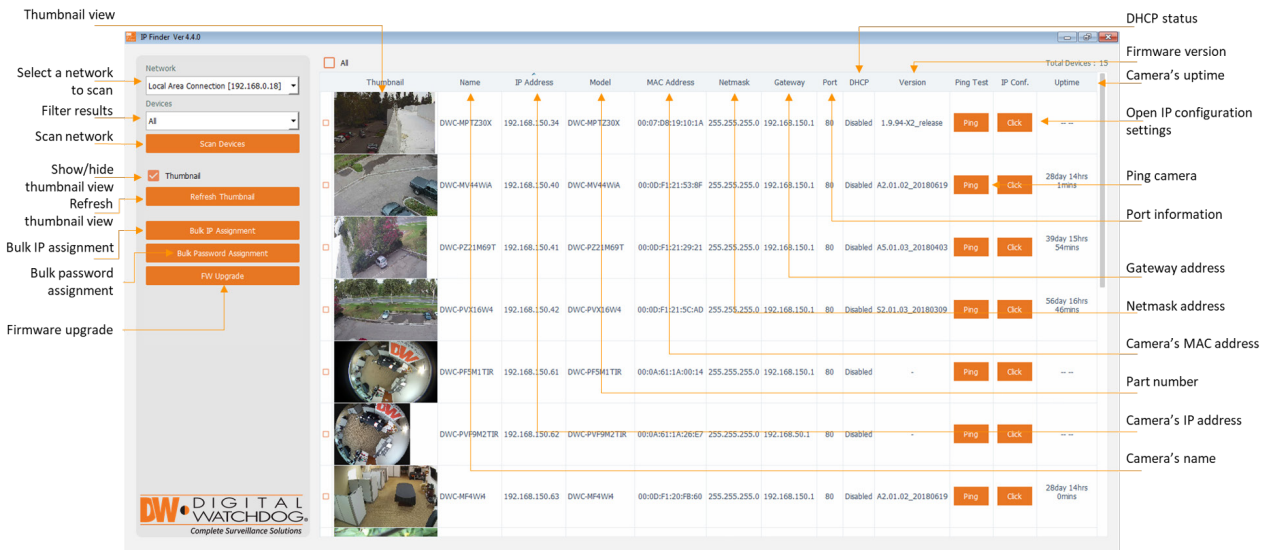 Thumbnail view
DHCP status
IP Finder Ver 4.4.0
Firmware version
Network
All
Total Devices : 13
Select a network
to scan
Local Area Connection [192.168.0.18]
Camera's uptime
Thumbnail Name IP Address Model MAC Address Netmask Gateway Port DHCP Version Ping Test IP Conf. Uptime
Devices
Filter results
All
Open IP configuration
settings
DWC-MPTZ30X 192.168.150.34 DWC-MPTZ30X 00:07:D8:19:10:1A 255.255.255.0 192.168.150.1 80 Disabled 1.9.94-X2_release Ping Click -- --
Scan network
Scan Devices
Show/hide
thumbnail view
Thumbnail
Ping camera
DWC-MV44WiA 192.168.150.40 DWC-MV44WiA 00:0D:F1:21:53:8F 255.255.255.0 192.168.150.1 80 Disabled A2.01.02_20180619 Ping Click 28day 14hrs
1mins
Refresh
thumbnail view
Refresh Thumbnail
Port information
Bulk IP Assignment
Bulk IP assignment
DWC-PZ21M69T 192.168.150.41 DWC-PZ21M69T 00:0D:F1:21:29:21 255.255.255.0 192.168.150.1 80 Disabled A5.01.03_20180403 Ping Click 39day 15hrs
54mins
Bulk Password Assignment
Bulk password
assignment
Gateway address
FW Upgrade
Netmask address
DWC-PVX16W4 192.168.150.42 DWC-PVX16W4 00:0D:F1:21:5C:AD 255.255.255.0 192.168.150.1 80 Disabled S2.01.03_20180309 Ping Click 56day 16hrs
46mins
Firmware upgrade
Camera's MAC address
DWC-PF5M1TIR 192.168.150.61 DWC-PF5M1TIR 00:0A:61:1A:00:14 255.255.255.0 192.168.150.1 80 Disabled - Ping Click -- --
Part number
Camera's IP address
DWC-PVF9M2TIR 192.168.150.62 DWC-PVF9M2TIR 00:0A:61:1A:26:E7 255.255.255.0 192.168.50.1 80 Disabled - Ping Click -- --
Camera's name
DWC-MF4Wi4 192.168.150.63 DWC-MF4Wi4 00:0D:F1:20:FB:60 255.255.255.0 192.168.150.1 80 Disabled A2.01.02_20180619 Ping Click 28day 14hrs
0mins
DW DIGITAL
WATCHDOG®
Complete Surveillance Solutions